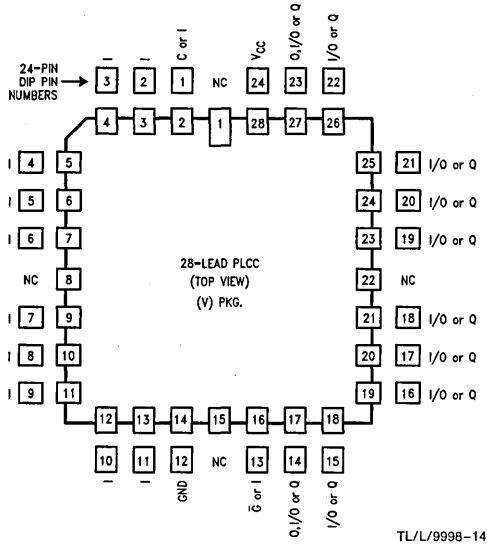 I I C or I VCC O,I/O or Q I/O or Q
24-PIN
DIP PIN
NUMBERS
3 2 1 NC 24 23 22
4 3 2 1 28 27 26
I 4 5 25 21 I/O or Q
I 5 6 24 20 I/O or Q
I 6 7 23 19 I/O or Q
NC 8 22 NC
28-LEAD PLCC
(TOP VIEW)
(V) PKG.
I 7 9 21 18 I/O or Q
I 8 10 20 17 I/O or Q
I 9 11 19 16 I/O or Q
12 13 14 15 16 17 18
10 11 12 NC 13 14 15
I I GND G̅ or I O,I/O or Q I/O or Q
TL/L/9998-14